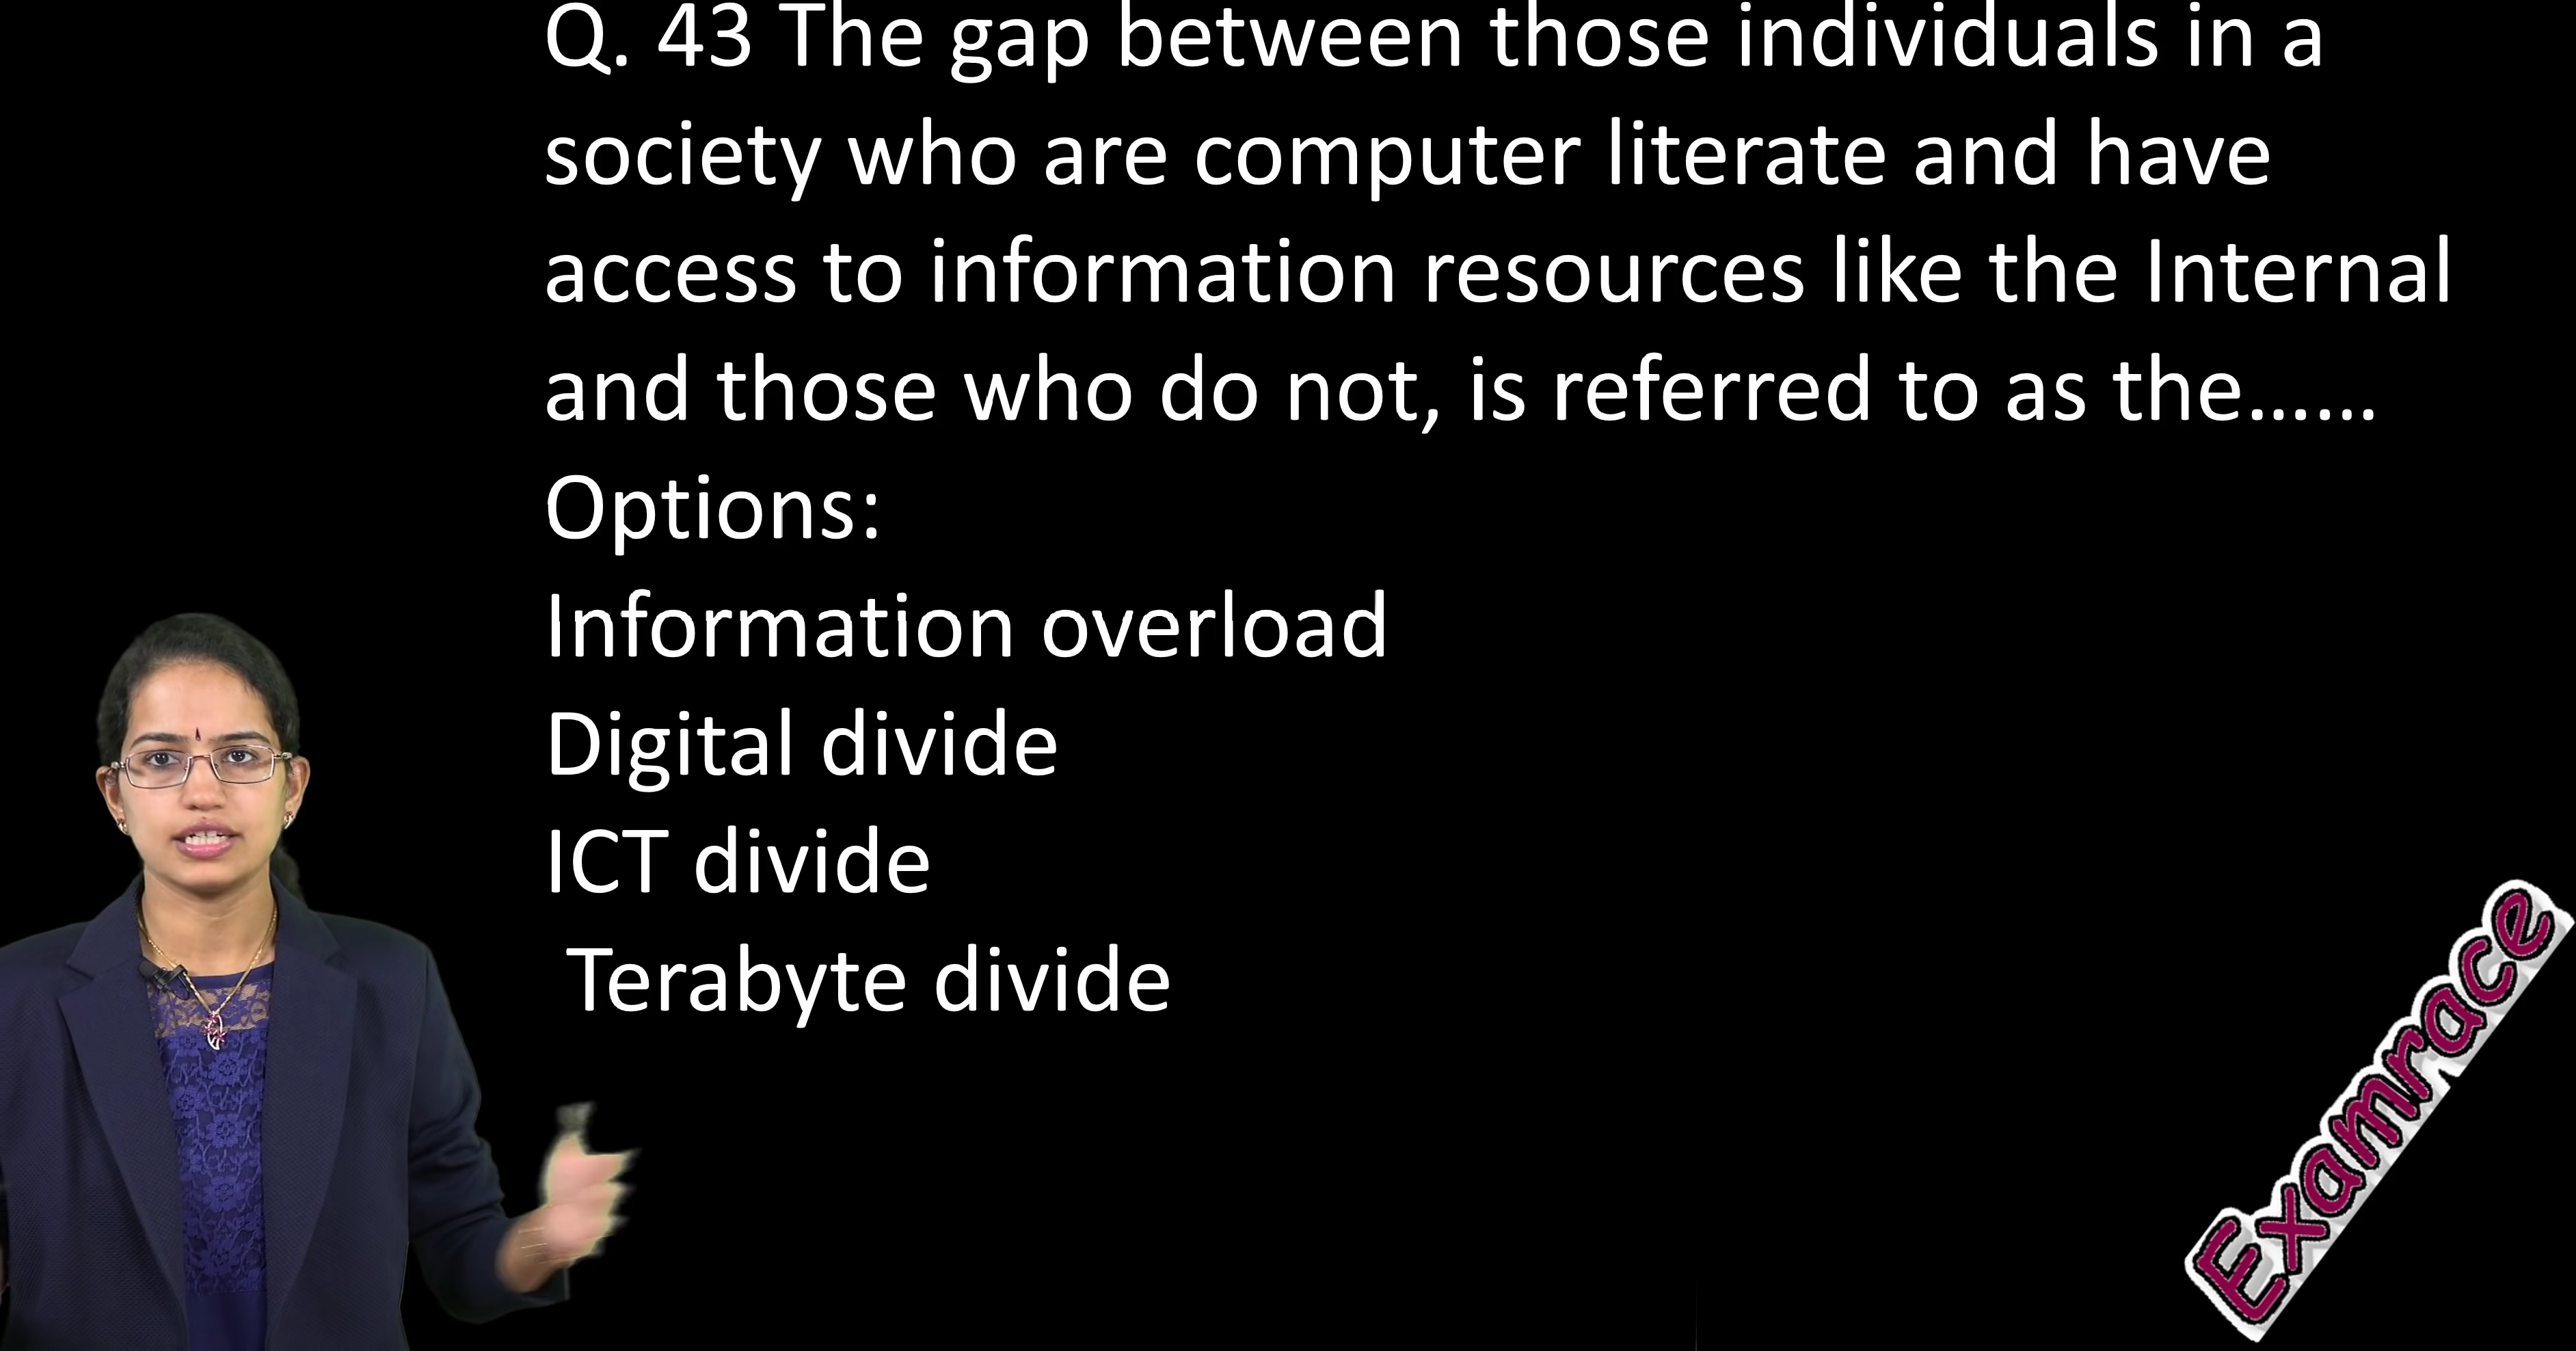 Q. 43 The gap between those individuals in a
society who are computer literate and have
access to information resources like the Internal
and those who do not, is referred to as the......
Options:
Information overload
Digital divide
ICT divide
Terabyte divide
Examrace